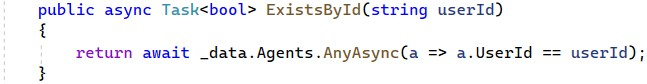 public async Task<bool> ExistsById(string userId)
{
    return await _data.Agents.AnyAsync(a => a.UserId == userId);
}